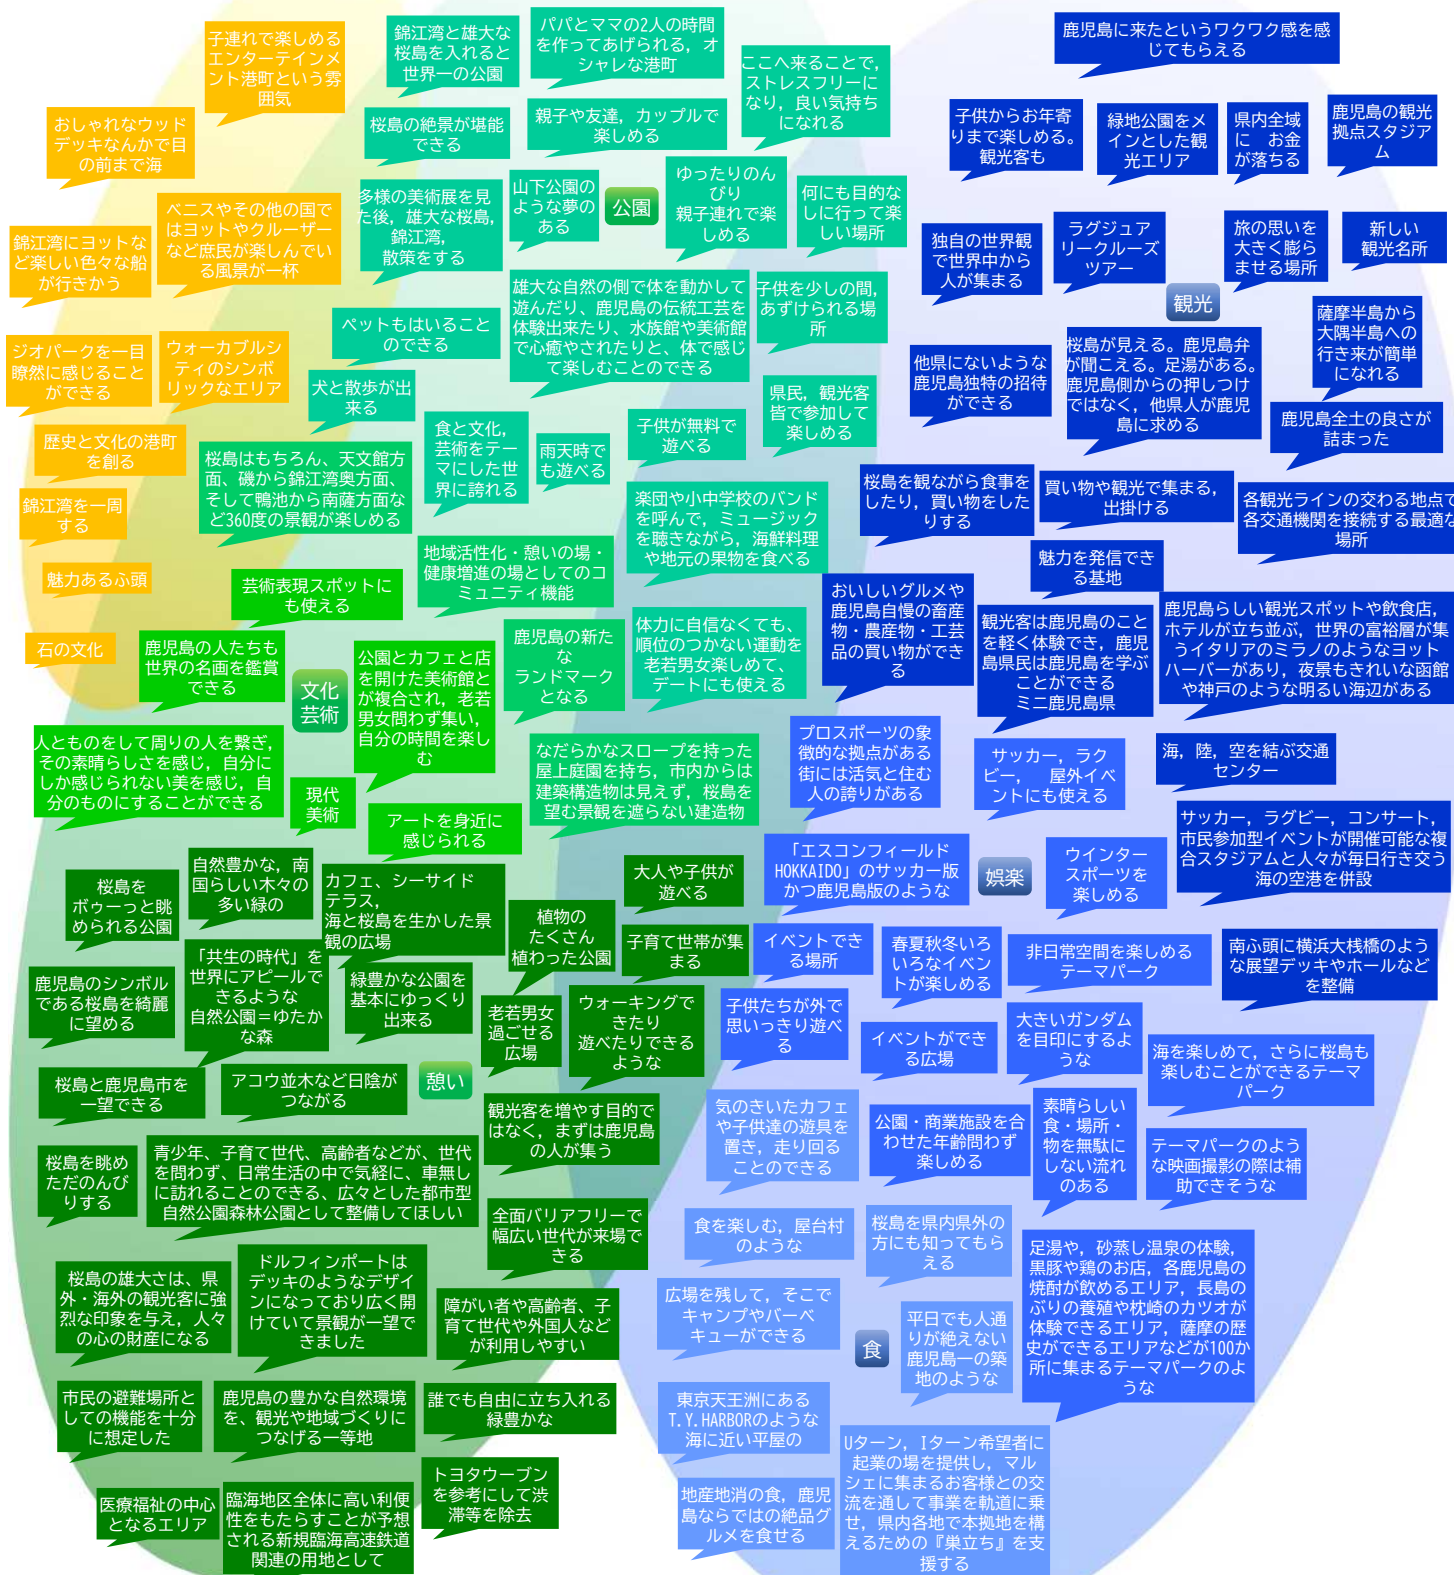 子連れで楽しめる
エンターテインメ
ント港町という雰
囲気
錦江湾と雄大な
桜島を入れると
世界一の公園
パパとママの2人の時間
を作ってあげられる，オ
シャレな港町
ここへ来ることで，
ストレスフリーに
なり，良い気持ち
になれる
鹿児島に来たというワクワク感を感
じてもらえる
おしゃれなウッド
デッキなんかで目
の前まで海
桜島の絶景が堪能
できる
親子や友達，カップルで
楽しめる
子供からお年寄
りまで楽しめる。
観光客も
緑地公園をメ
インとした観
光エリア
県内全域
に　お金
が落ちる
鹿児島の観光
拠点スタジア
ム
錦江湾にヨットな
ど楽しい色々な船
が行きかう
ベニスやその他の国で
はヨットやクルーザー
など庶民が楽しんでい
る風景が一杯
多様の美術展を見
た後，雄大な桜島，
錦江湾，
散策をする
山下公園の
ような夢の
ある
公園
ゆったりのん
びり
親子連れで楽
しめる
何にも目的な
しに行って楽
しい場所
独自の世界観
で世界中から
人が集まる
ラグジュア
リークルーズ
ツアー
旅の思いを
大きく膨ら
ませる場所
新しい
観光名所
観光
ジオパークを一目
瞭然に感じること
ができる
ウォーカブルシ
ティのシンボ
リックなエリア
ペットもはいること
のできる
雄大な自然の側で体を動かして
遊んだり、鹿児島の伝統工芸を
体験出来たり、水族館や美術館
で心癒やされたりと、体で感じ
て楽しむことのできる
子供を少しの間，
あずけられる場
所
他県にないような
鹿児島独特の招待
ができる
桜島が見える。鹿児島弁
が聞こえる。足湯がある。
鹿児島側からの押しつけ
ではなく，他県人が鹿児
島に求める
薩摩半島から
大隅半島への
行き来が簡単
になれる
犬と散歩が出
来る
歴史と文化の港町
を創る
桜島はもちろん、天文館方
面、磯から錦江湾奥方面、
そして鴨池から南薩方面な
ど360度の景観が楽しめる
食と文化，
芸術をテー
マにした世
界に誇れる
雨天時で
も遊べる
子供が無料で
遊べる
県民，観光客
皆で参加して
楽しめる
鹿児島全土の良さが
詰まった
錦江湾を一周
する
楽団や小中学校のバンド
を呼んで，ミュージック
を聴きながら，海鮮料理
や地元の果物を食べる
桜島を観ながら食事を
したり，買い物をした
りする
買い物や観光で集まる，
出掛ける
各観光ラインの交わる地点で
各交通機関を接続する最適な
場所
魅力あるふ頭
芸術表現スポットに
も使える
地域活性化・憩いの場・
健康増進の場としてのコ
ミュニティ機能
魅力を発信でき
る基地
石の文化
鹿児島の人たちも
世界の名画を鑑賞
できる
文化
芸術
公園とカフェと店
を開けた美術館と
が複合され，老若
男女問わず集い，
自分の時間を楽し
む
鹿児島の新た
な
ランドマーク
となる
体力に自信なくても、
順位のつかない運動を
老若男女楽しめて、
デートにも使える
おいしいグルメや
鹿児島自慢の畜産
物・農産物・工芸
品の買い物ができ
る
観光客は鹿児島のこと
を軽く体験でき，鹿児
島県民は鹿児島を学ぶ
ことができる
ミニ鹿児島県
鹿児島らしい観光スポットや飲食店，
ホテルが立ち並ぶ，世界の富裕層が集
うイタリアのミラノのようなヨット
ハーバーがあり，夜景もきれいな函館
や神戸のような明るい海辺がある
人とものをして周りの人を繋ぎ，
その素晴らしさを感じ，自分に
しか感じられない美を感じ，自
分のものにすることができる
現代
美術
アートを身近に
感じられる
なだらかなスロープを持った
屋上庭園を持ち，市内からは
建築構造物は見えず，桜島を
望む景観を遮らない建造物
プロスポーツの象
徴的な拠点がある
街には活気と住む
人の誇りがある
サッカー，ラグ
ビー，　屋外イベ
ントにも使える
海，陸，空を結ぶ交通
センター
サッカー，ラグビー，コンサート，
市民参加型イベントが開催可能な複
合スタジアムと人々が毎日行き交う
海の空港を併設
桜島を
ボゥーっと眺
められる公園
自然豊かな，南
国らしい木々の
多い緑の
カフェ、シーサイド
テラス，
海と桜島を生かした景
観の広場
植物の
たくさん
植わった公園
大人や子供が
遊べる
「エスコンフィールド
HOKKAIDO」のサッカー版
かつ鹿児島版のような
娯楽
ウインター
スポーツを
楽しめる
鹿児島のシンボル
である桜島を綺麗
に望める
「共生の時代」を
世界にアピールで
きるような
自然公園＝ゆたか
な森
緑豊かな公園を
基本にゆっくり
出来る
老若男女
過ごせる
広場
子育て世帯が集
まる
イベントでき
る場所
春夏秋冬いろ
いろなイベン
トが楽しめる
非日常空間を楽しめる
テーマパーク
南ふ頭に横浜大桟橋のよう
な展望デッキやホールなど
を整備
ウォーキングで
きたり
遊べたりできる
ような
子供たちが外で
思いっきり遊べ
る
イベントができ
る広場
大きいガンダム
を目印にするよ
うな
海を楽しめて，さらに桜島も
楽しむことができるテーマ
パーク
桜島と鹿児島市を
一望できる
アコウ並木など日陰が
つながる
憩い
観光客を増やす目的で
はなく，まずは鹿児島
の人が集う
気のきいたカフェ
や子供達の遊具を
置き，走り回る
ことのできる
公園・商業施設を合
わせた年齢問わず
楽しめる
素晴らしい
食・場所・
物を無駄に
しない流れ
のある
テーマパークのよう
な映画撮影の際は補
助できそうな
桜島を眺め
ただのんび
りする
青少年、子育て世代、高齢者などが、世代
を問わず、日常生活の中で気経に、車無し
に訪れることのできる、広々とした都市型
自然公園森林公園として整備してほしい
全面バリアフリーで
幅広い世代が来場で
きる
食を楽しむ，屋台村
のような
桜島を県内県外の
方にも知ってもら
える
足湯や，砂蒸し温泉の体験，
黒豚や鶏のお店，各鹿児島の
焼酎が飲めるエリア，長島の
ぶりの養殖や枕崎のカツオが
体験できるエリア，薩摩の歴
史ができるエリアなどが100か
所に集まるテーマパークのよ
うな
桜島の雄大さは、県
外・海外の観光客に強
烈な印象を与え，人々
の心の財産になる
ドルフィンポートは
デッキのようなデザイ
ンになっており広く開
けていて景観が一望で
きました
障がい者や高齢者、子
育て世代や外国人など
が利用しやすい
広場を残して，そこで
キャンプやバーベ
キューができる
食
平日でも人通
りが絶えない
鹿児島一の築
地のような
市民の避難場所と
しての機能を十分
に想定した
鹿児島の豊かな自然環境
を、観光や地域づくりに
つなげる一等地
誰でも自由に立ち入れる
緑豊かな
東京天王洲にある
T.Y.HARBORのような
海に近い平屋の
Uターン，Iターン希望者に
起業の場を提供し，マル
シェに集まるお客様との交
流を通して事業を軌道に乗
せ，県内各地で本拠地を構
えるための『巣立ち』を支
援する
医療福祉の中心
となるエリア
臨海地区全体に高い利便
性をもたらすことが予想
される新規臨海高速鉄道
関連の用地として
トヨタウーブン
を参考にして渋
滞等を除去
地産地消の食，鹿児
島ならではの絶品グ
ルメを食せる